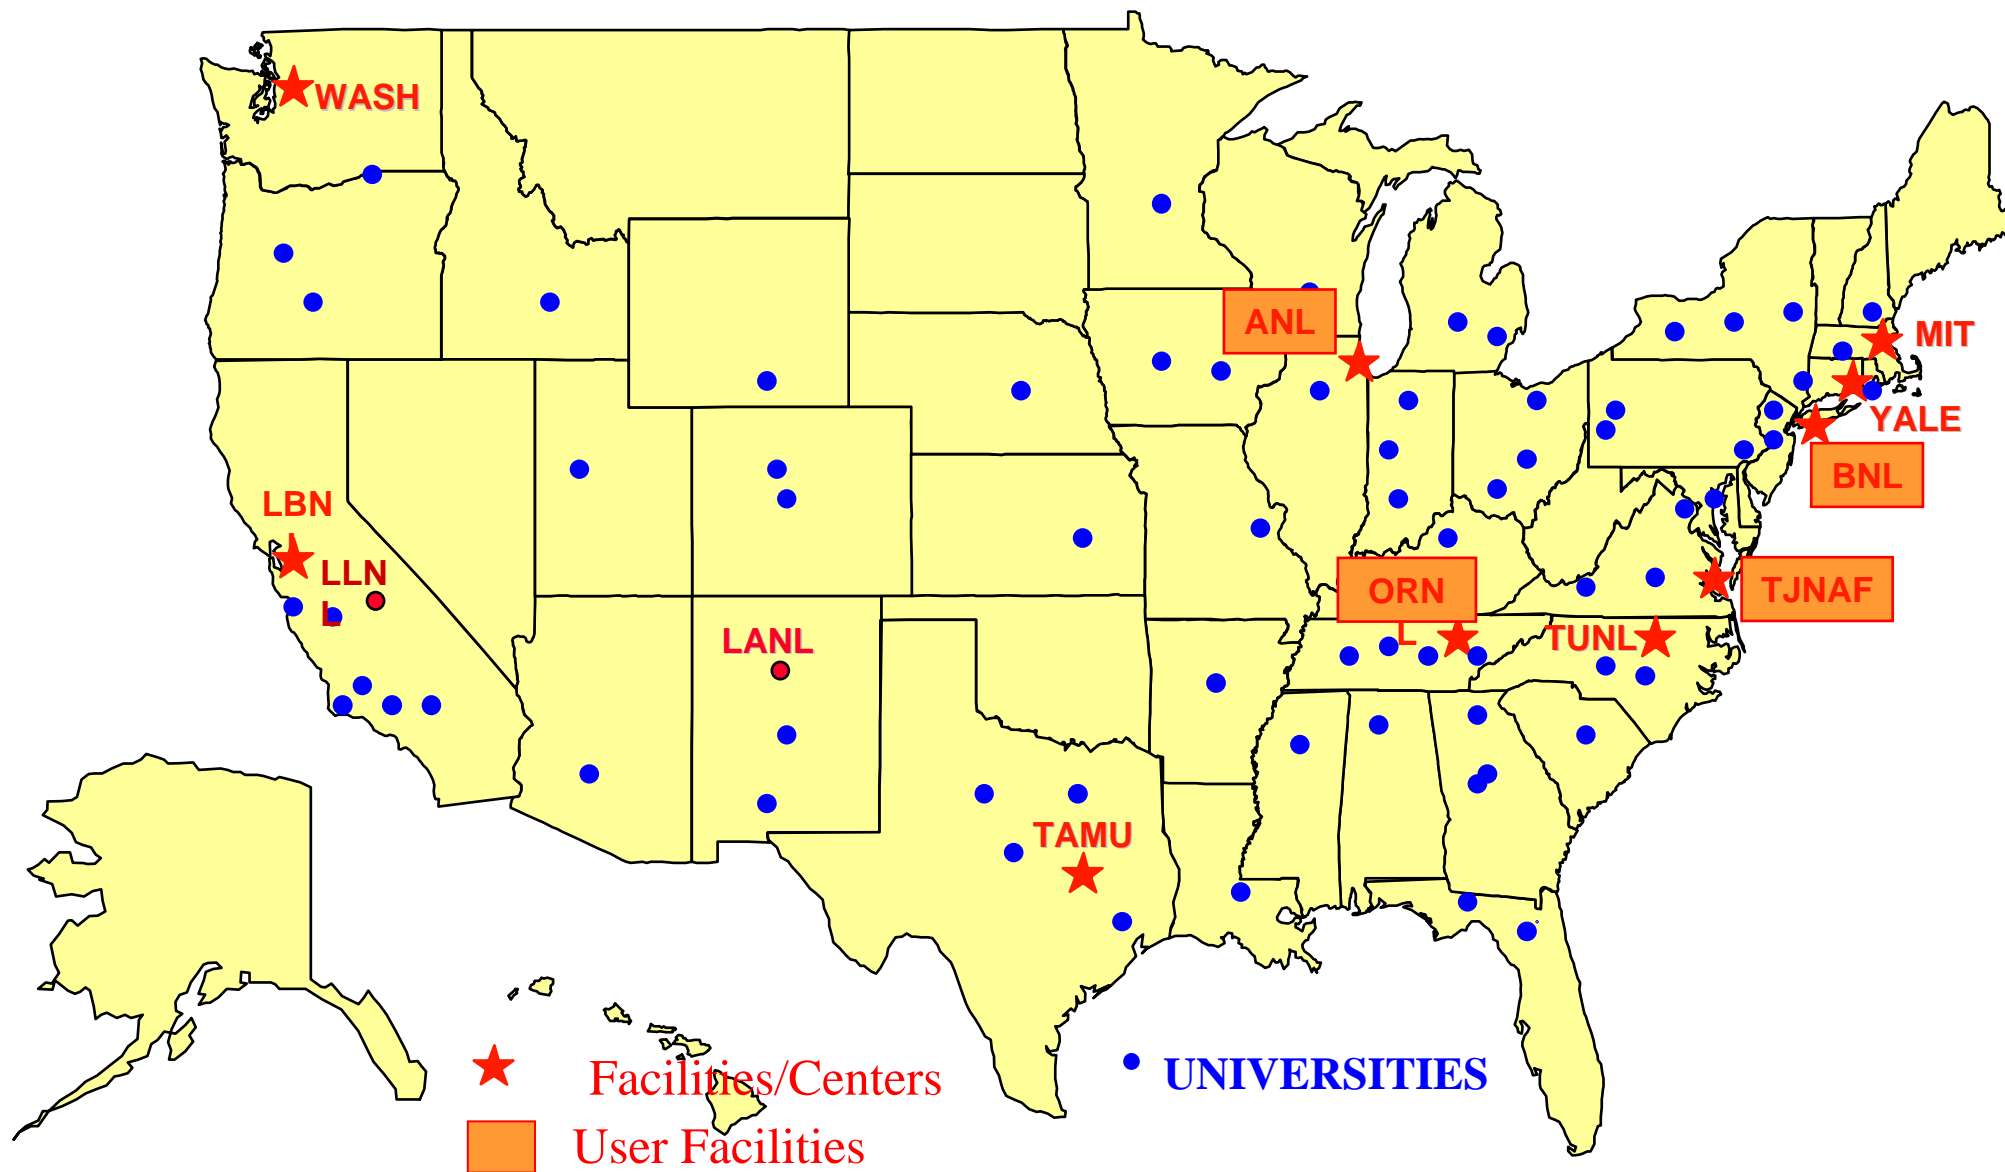 WASH
ANL
MIT
YALE
BNL
LBN
L
LLN
L
ORN
L
TJNAF
TUNL
LANL
TAMU
Facilities/Centers
UNIVERSITIES
User Facilities